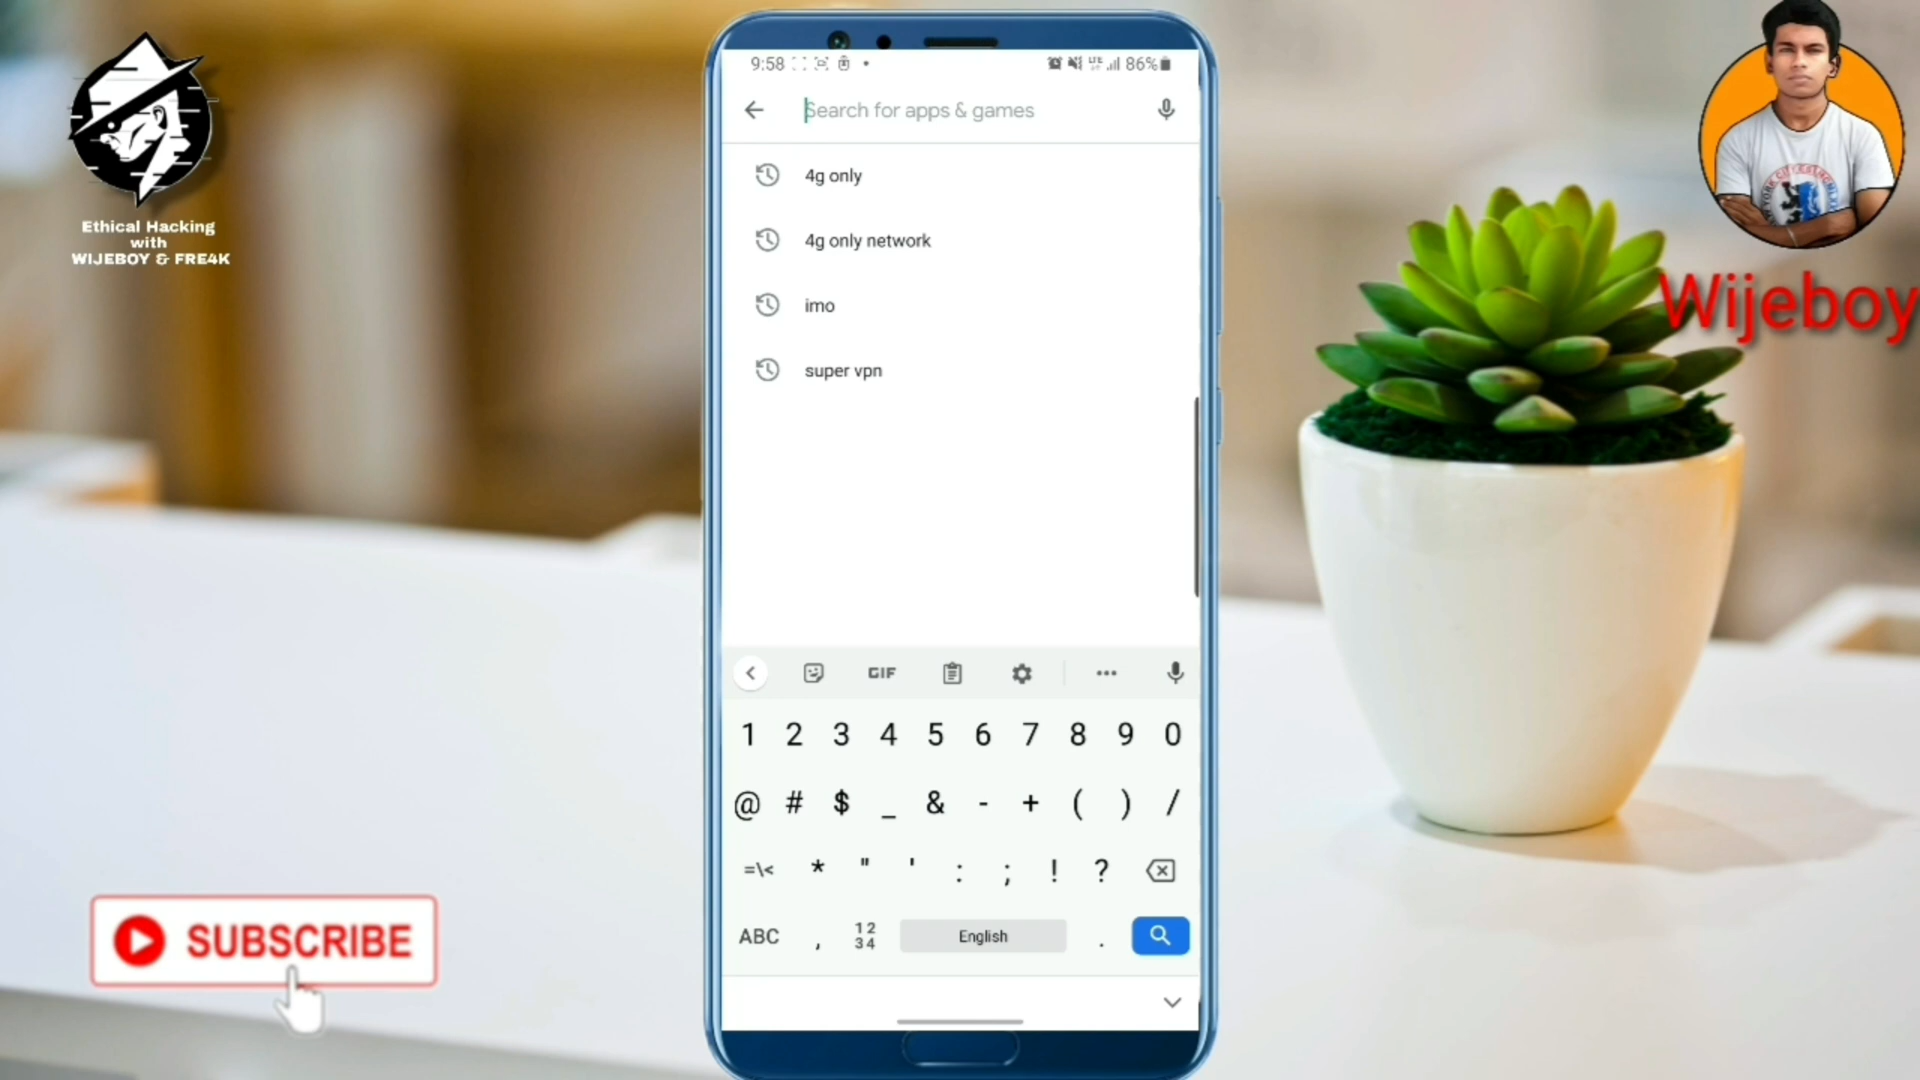 Ethical Hacking
with
WIJEBOY & FRE4K
9:58
86%
Search for apps & games
4g only
4g only network
imo
super vpn
GIF
1 2 3 4 5 6 7 8 9 0
@ # $ _ & - + ( ) /
=\< * " ' : ; ! ?
ABC , 12 34 English .
Wijeboy
SUBSCRIBE